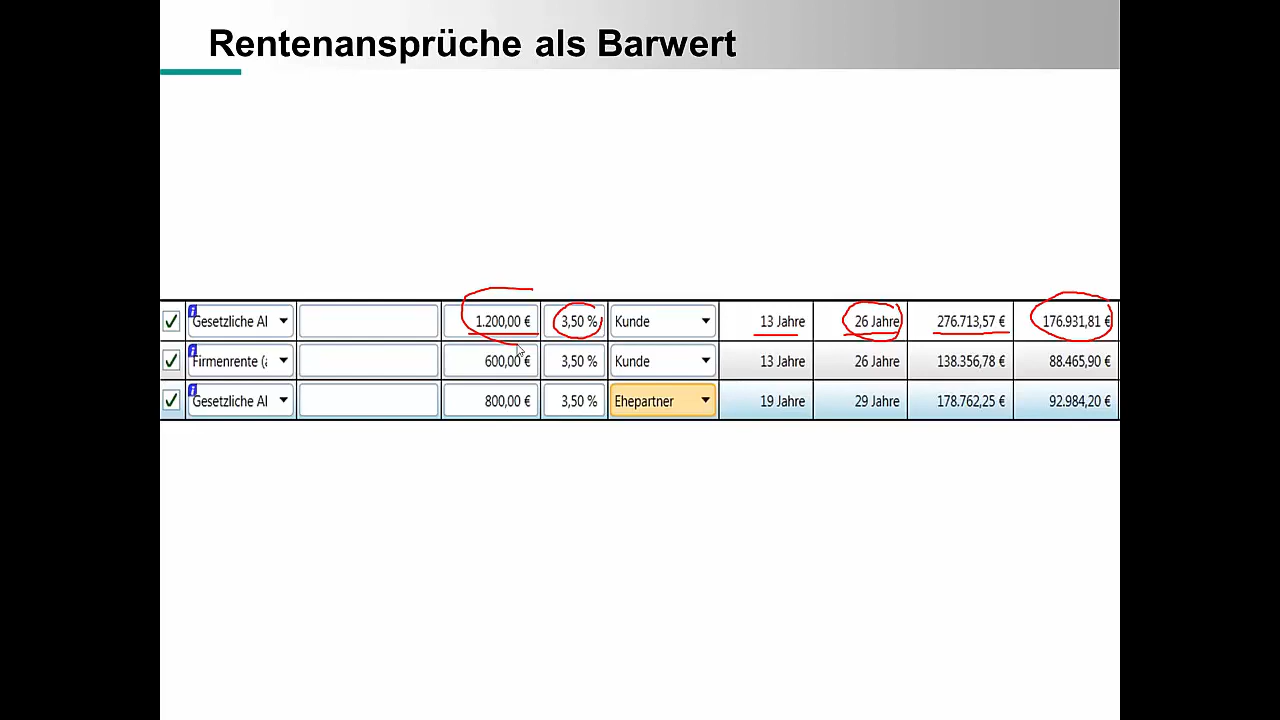 Rentenansprüche als Barwert
Gesetzliche Al 1.200,00 € 3,50 % Kunde 13 Jahre 26 Jahre 276.713,57 € 176.931,81 €
Firmenrente (a 600,00 € 3,50 % Kunde 13 Jahre 26 Jahre 138.356,78 € 88.465,90 €
Gesetzliche Al 800,00 € 3,50 % Ehepartner 19 Jahre 29 Jahre 178.762,25 € 92.984,20 €